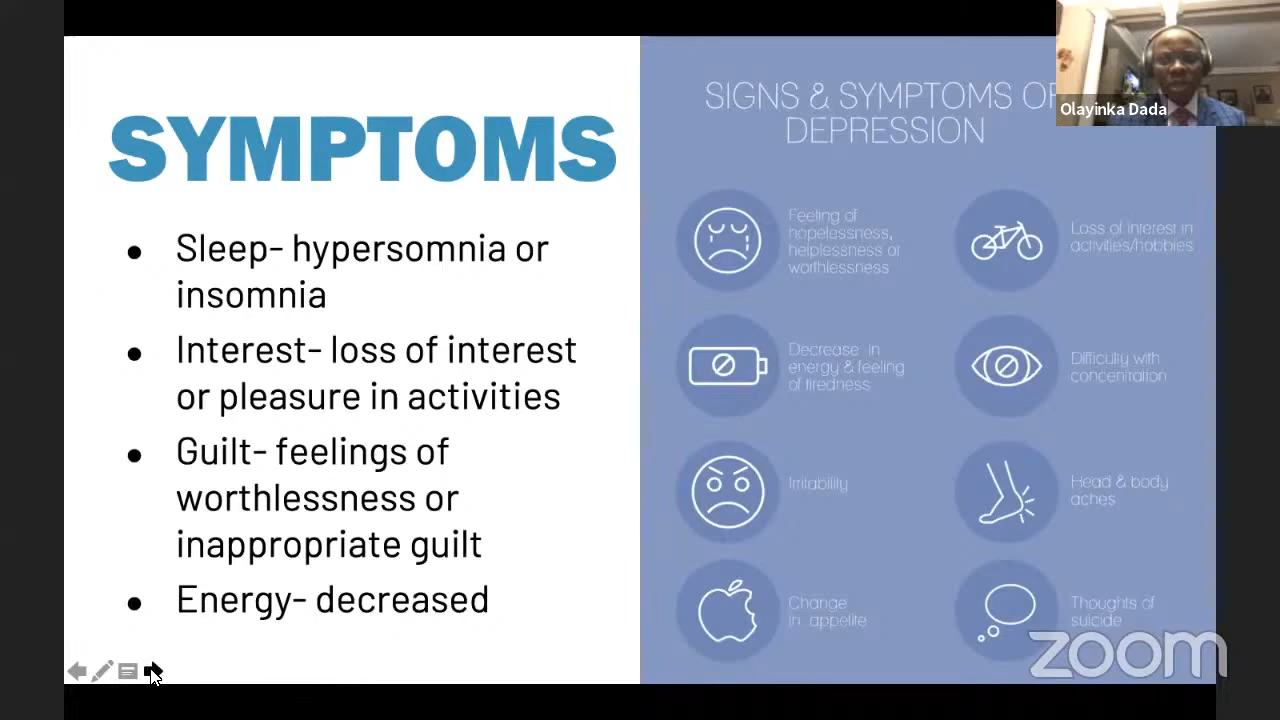 SYMPTOMS
● Sleep- hypersomnia or
insomnia
● Interest- loss of interest
or pleasure in activities
● Guilt- feelings of
worthlessness or
inappropriate guilt
● Energy- decreased
SIGNS & SYMPTOMS OF
DEPRESSION
Feeling of
hopelessness,
helplessness or
worthlessness
Loss of interest in
activities/hobbies
Decrease in
energy & feeling
of tiredness
Difficulty with
concentration
Irritability
Head & body
aches
Change
in appetite
Thoughts of
suicide
Olayinka Dada
zoom